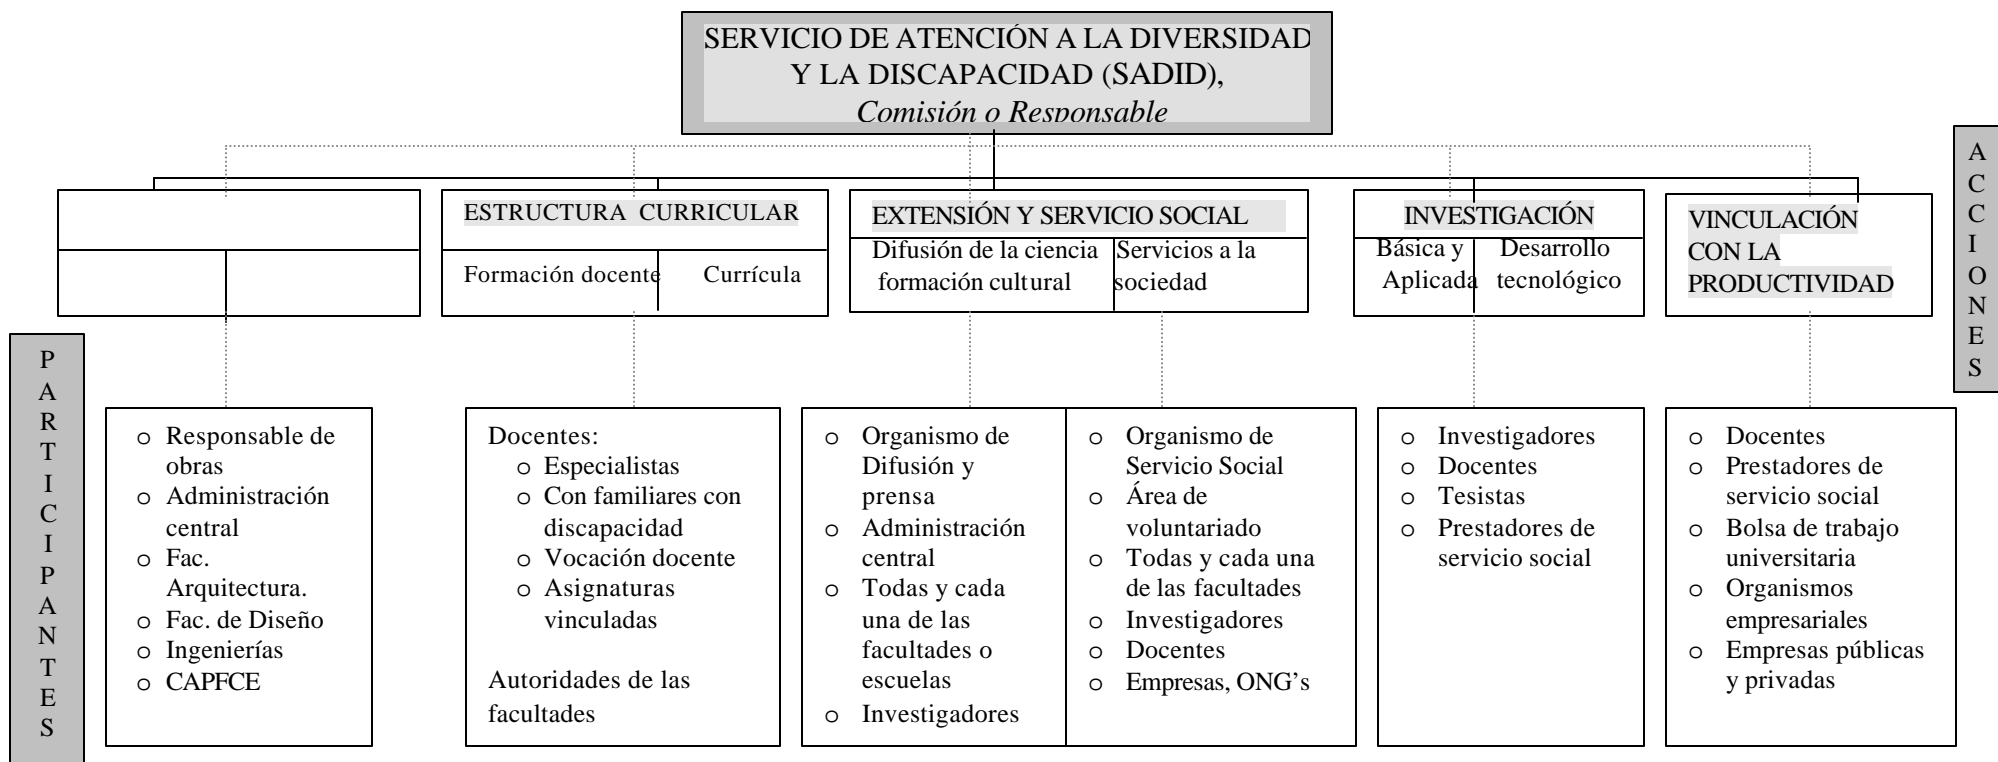 SERVICIO DE ATENCIÓN A LA DIVERSIDAD
Y LA DISCAPACIDAD (SADID),
Comisión o Responsable
ACCIONES
ESTRUCTURA CURRICULAR
Formación docente
Currícula
EXTENSIÓN Y SERVICIO SOCIAL
Difusión de la ciencia
formación cultural
Servicios a la
sociedad
INVESTIGACIÓN
Básica y
Aplicada
Desarrollo
tecnológico
VINCULACIÓN
CON LA
PRODUCTIVIDAD
PARTICIPANTES
o Responsable de
obras
o Administración
central
o Fac.
Arquitectura.
o Fac. de Diseño
o Ingenierías
o CAPFCE
Docentes:
o Especialistas
o Con familiares con
discapacidad
o Vocación docente
o Asignaturas
vinculadas
Autoridades de las
facultades
o Organismo de
Difusión y
prensa
o Administración
central
o Todas y cada
una de las
facultades o
escuelas
o Investigadores
o Organismo de
Servicio Social
o Área de
voluntariado
o Todas y cada una
de las facultades
o Investigadores
o Docentes
o Empresas, ONG's
o Investigadores
o Docentes
o Tesistas
o Prestadores de
servicio social
o Docentes
o Prestadores de
servicio social
o Bolsa de trabajo
universitaria
o Organismos
empresariales
o Empresas públicas
y privadas